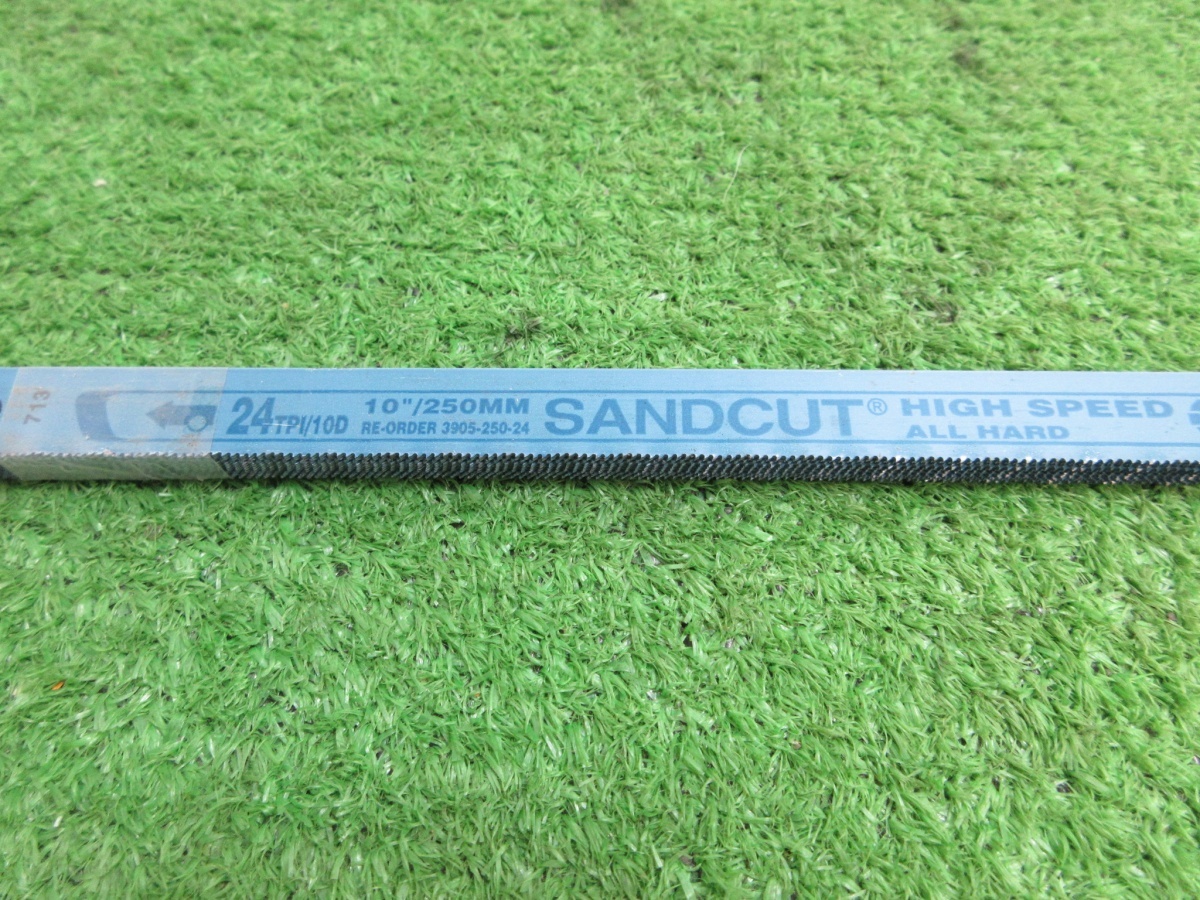 713
24TPI/10D
10"/250MM
RE-ORDER 3905-250-24
SANDCUT®
HIGH SPEED
ALL HARD